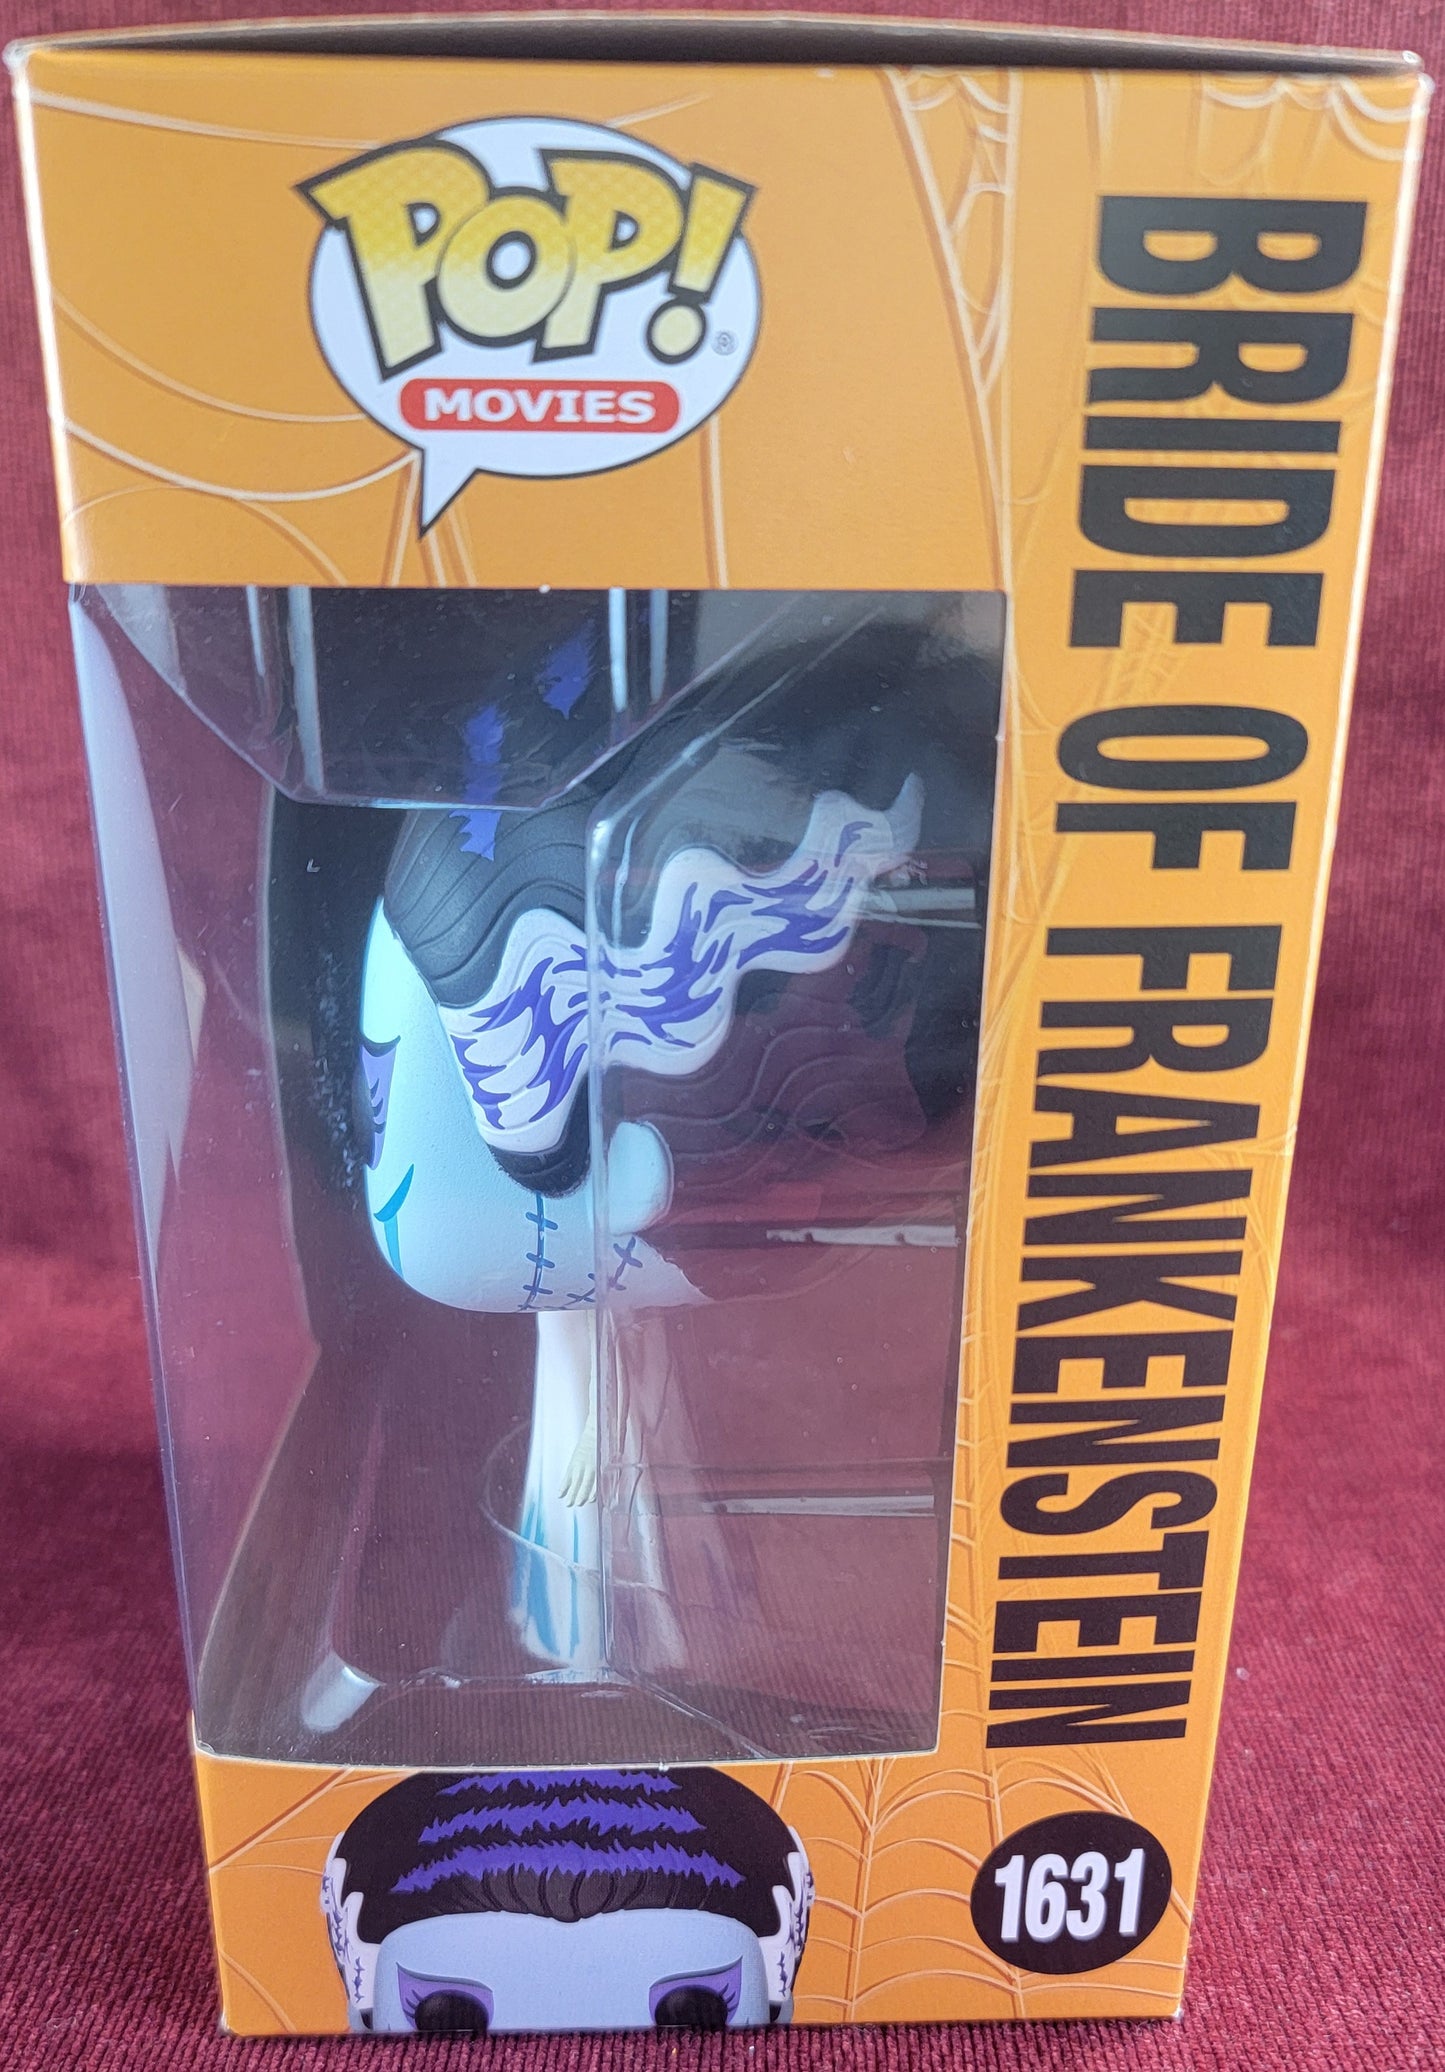 POP!®
MOVIES
BRIDE OF FRANKENSTEIN
1631